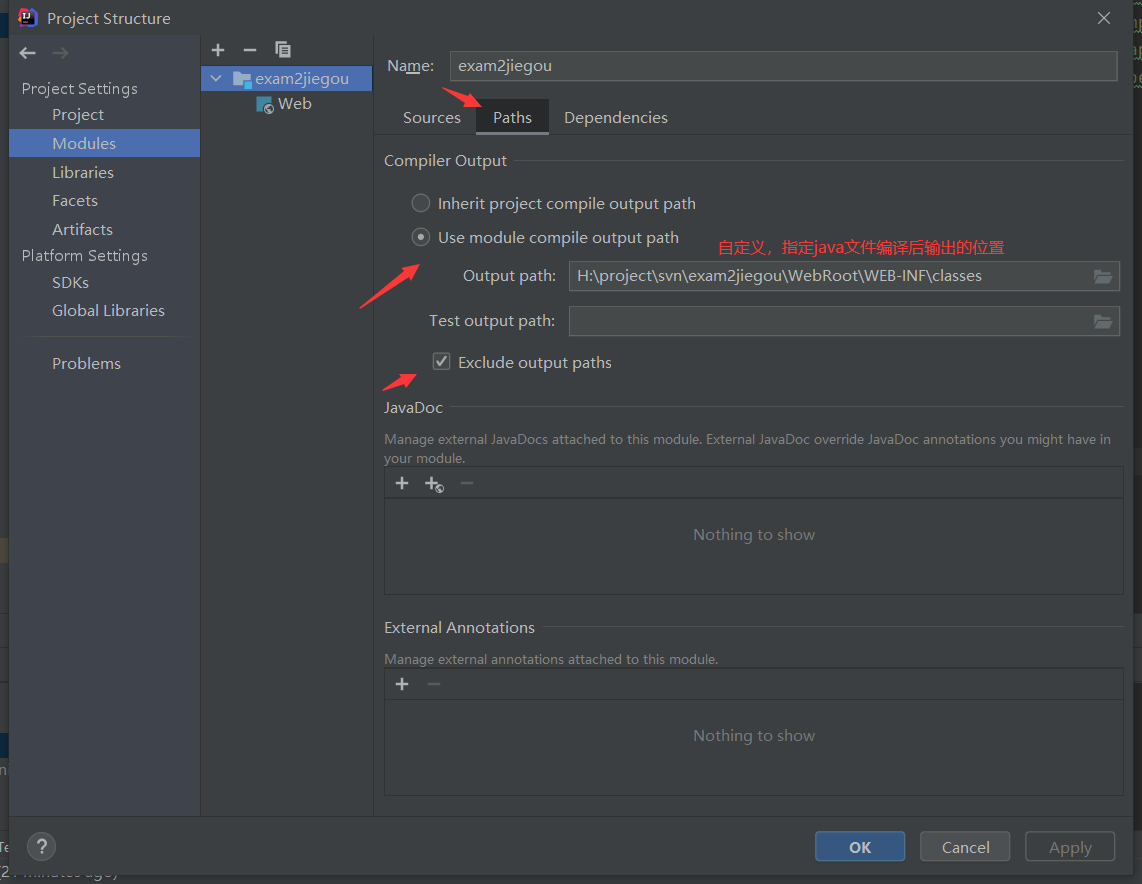 Project Structure
Project Settings
Project
Modules
Libraries
Facets
Artifacts
Platform Settings
SDKs
Global Libraries
Problems
exam2jiegou
Web
Name: exam2jiegou
Sources Paths Dependencies
Compiler Output
Inherit project compile output path
Use module compile output path
自定义，指定java文件编译后输出的位置
Output path: H:\project\svn\exam2jiegou\WebRoot\WEB-INF\classes
Test output path:
Exclude output paths
JavaDoc
Manage external JavaDocs attached to this module. External JavaDoc override JavaDoc annotations you might have in
your module.
Nothing to show
External Annotations
Manage external annotations attached to this module.
Nothing to show
?
OK Cancel Apply